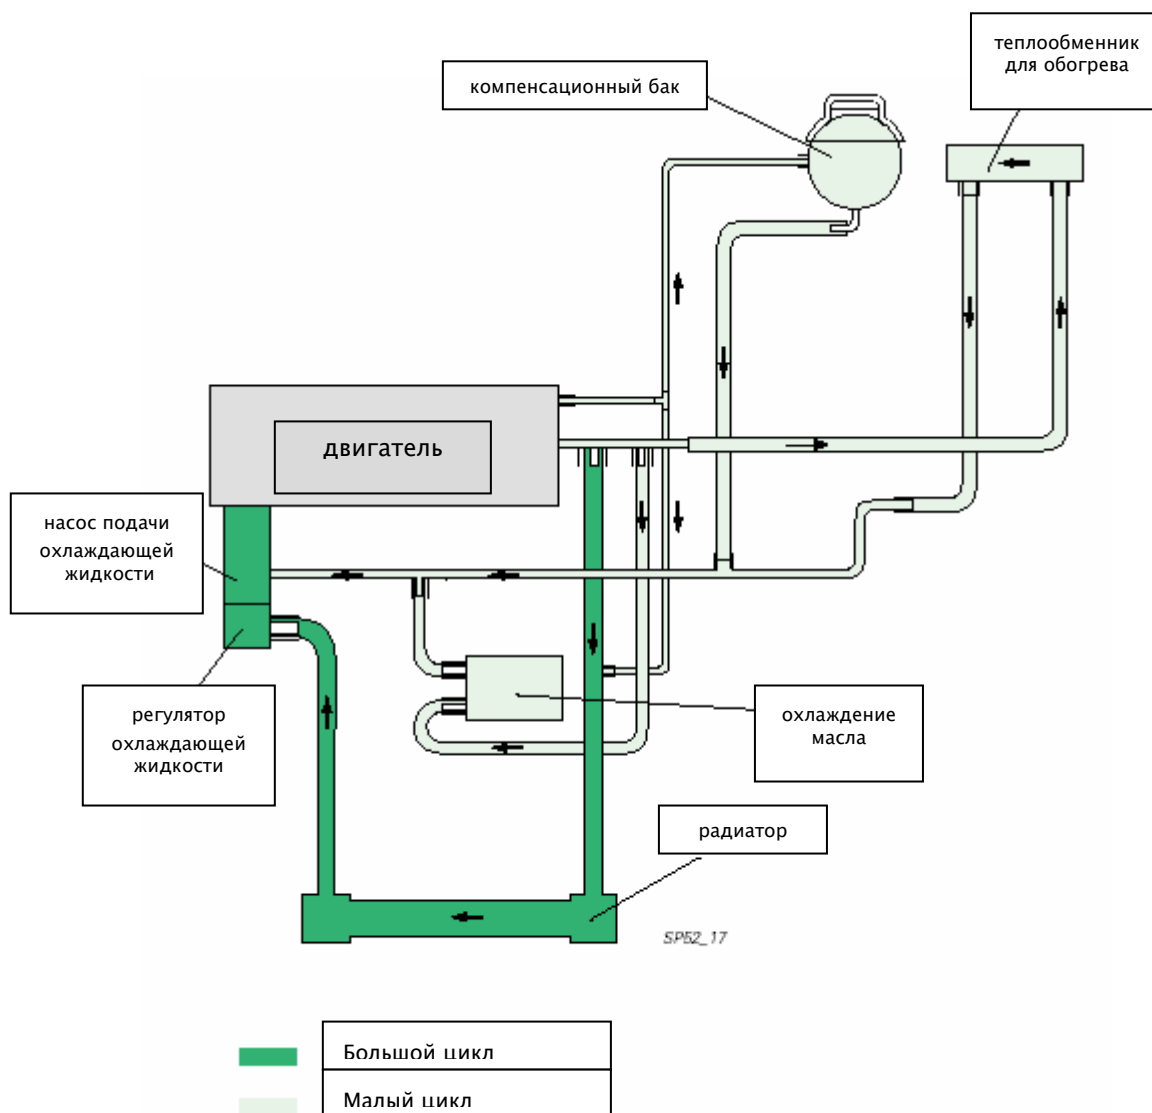 теплообменник
для обогрева
компенсационный бак
двигатель
насос подачи
охлаждающей
жидкости
регулятор
охлаждающей
жидкости
охлаждение
масла
радиатор
SP52_17
Большой цикл
Малый цикл